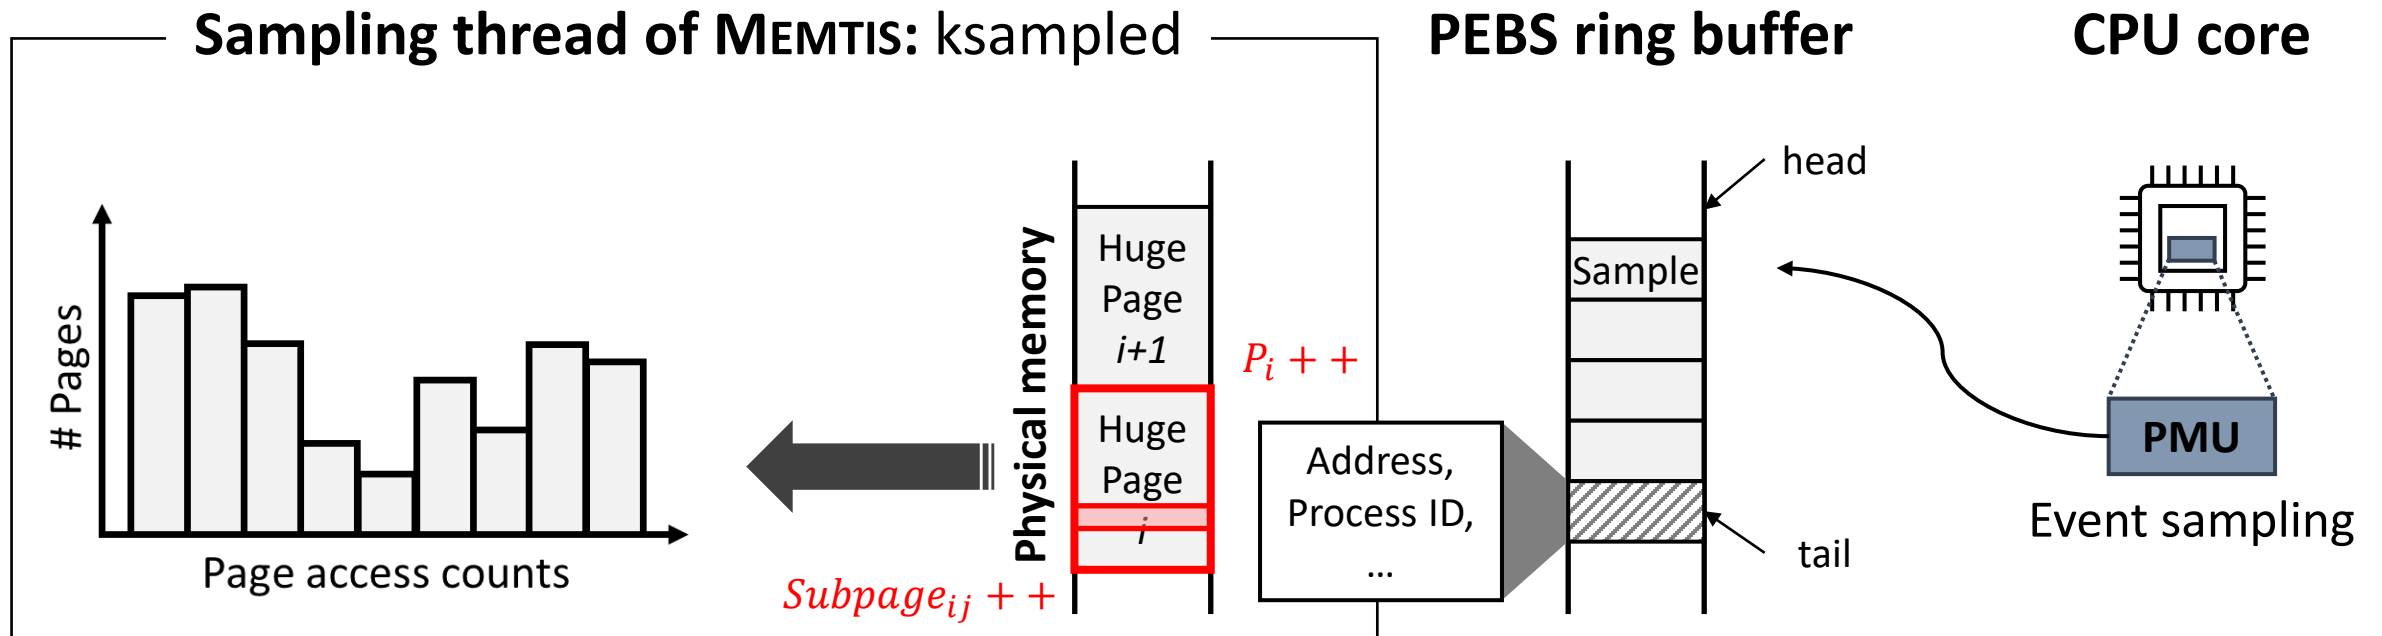 Sampling thread of MEMTIS: ksampled
PEBS ring buffer
CPU core
# Pages
Page access counts
Physical memory
Huge
Page
i+1
Huge
Page
i
P_i ++
Subpage_ij ++
Address,
Process ID,
...
head
Sample
tail
PMU
Event sampling